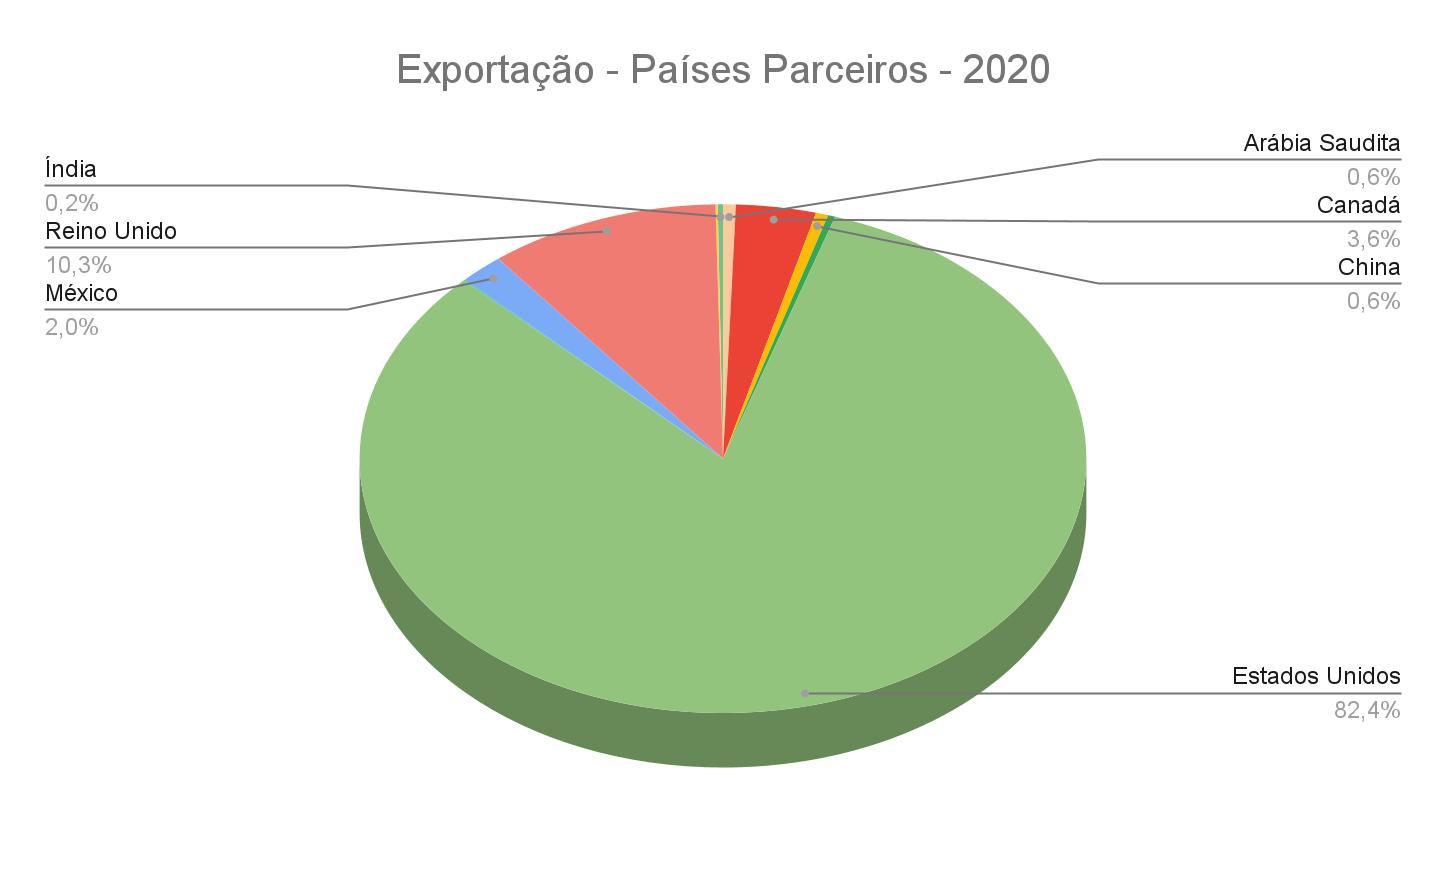 Exportação - Países Parceiros - 2020
Índia
0,2%
Reino Unido
10,3%
México
2,0%
Arábia Saudita
0,6%
Canadá
3,6%
China
0,6%
Estados Unidos
82,4%